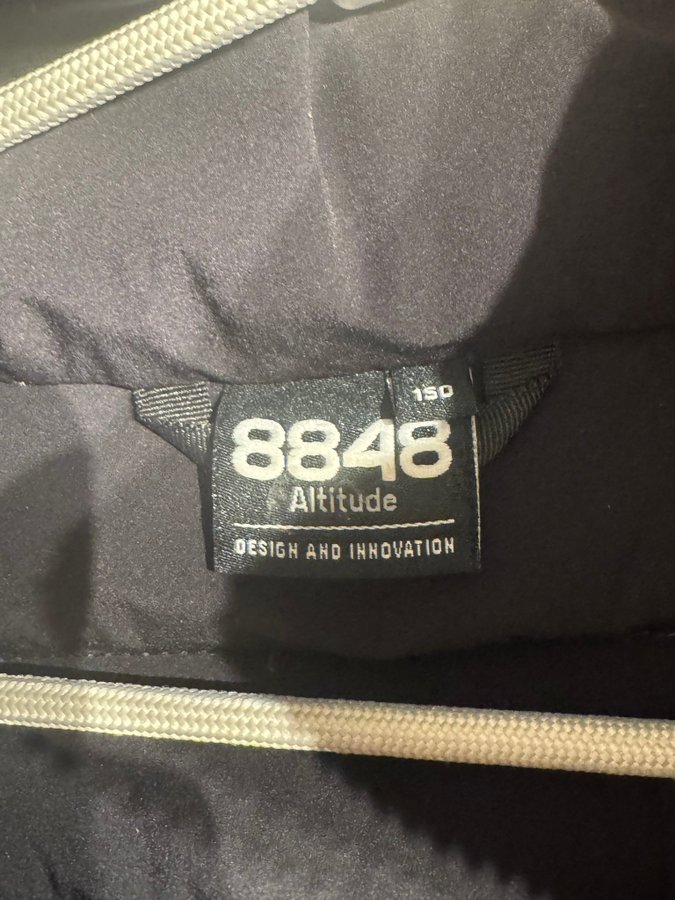 150
8848
Altitude
DESIGN AND INNOVATION